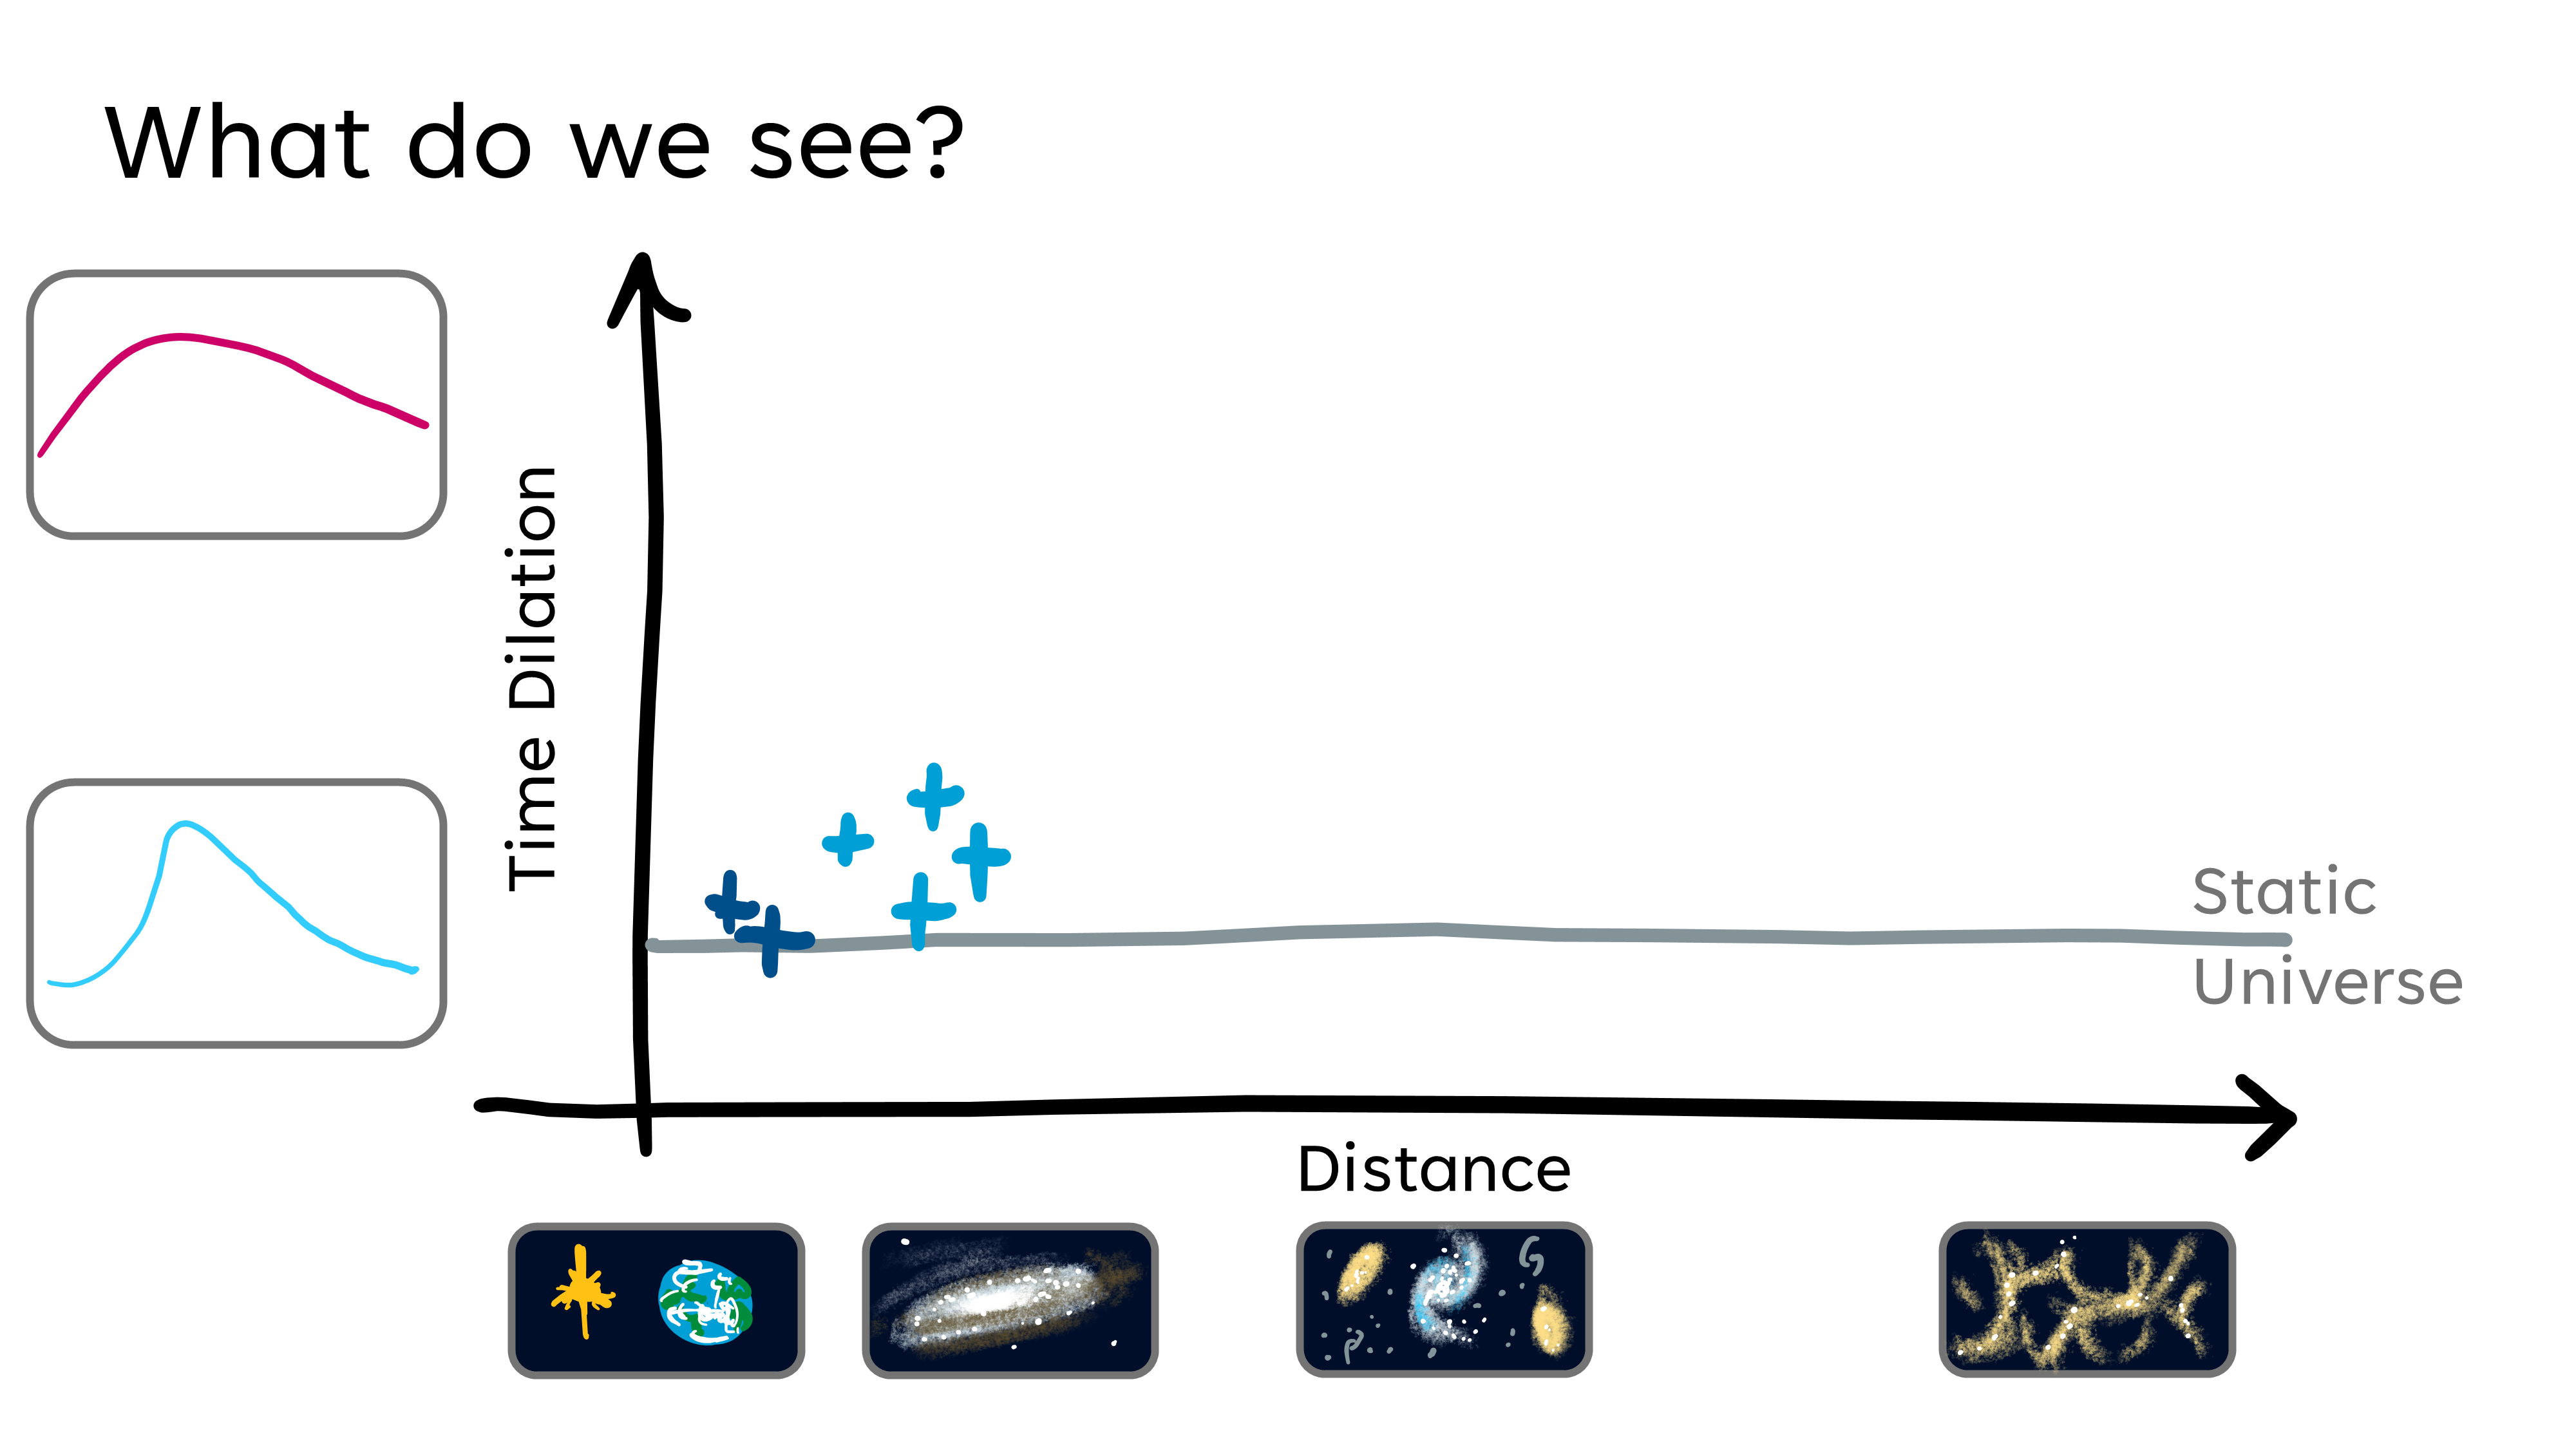 What do we see?
Time Dilation
Static
Universe
Distance